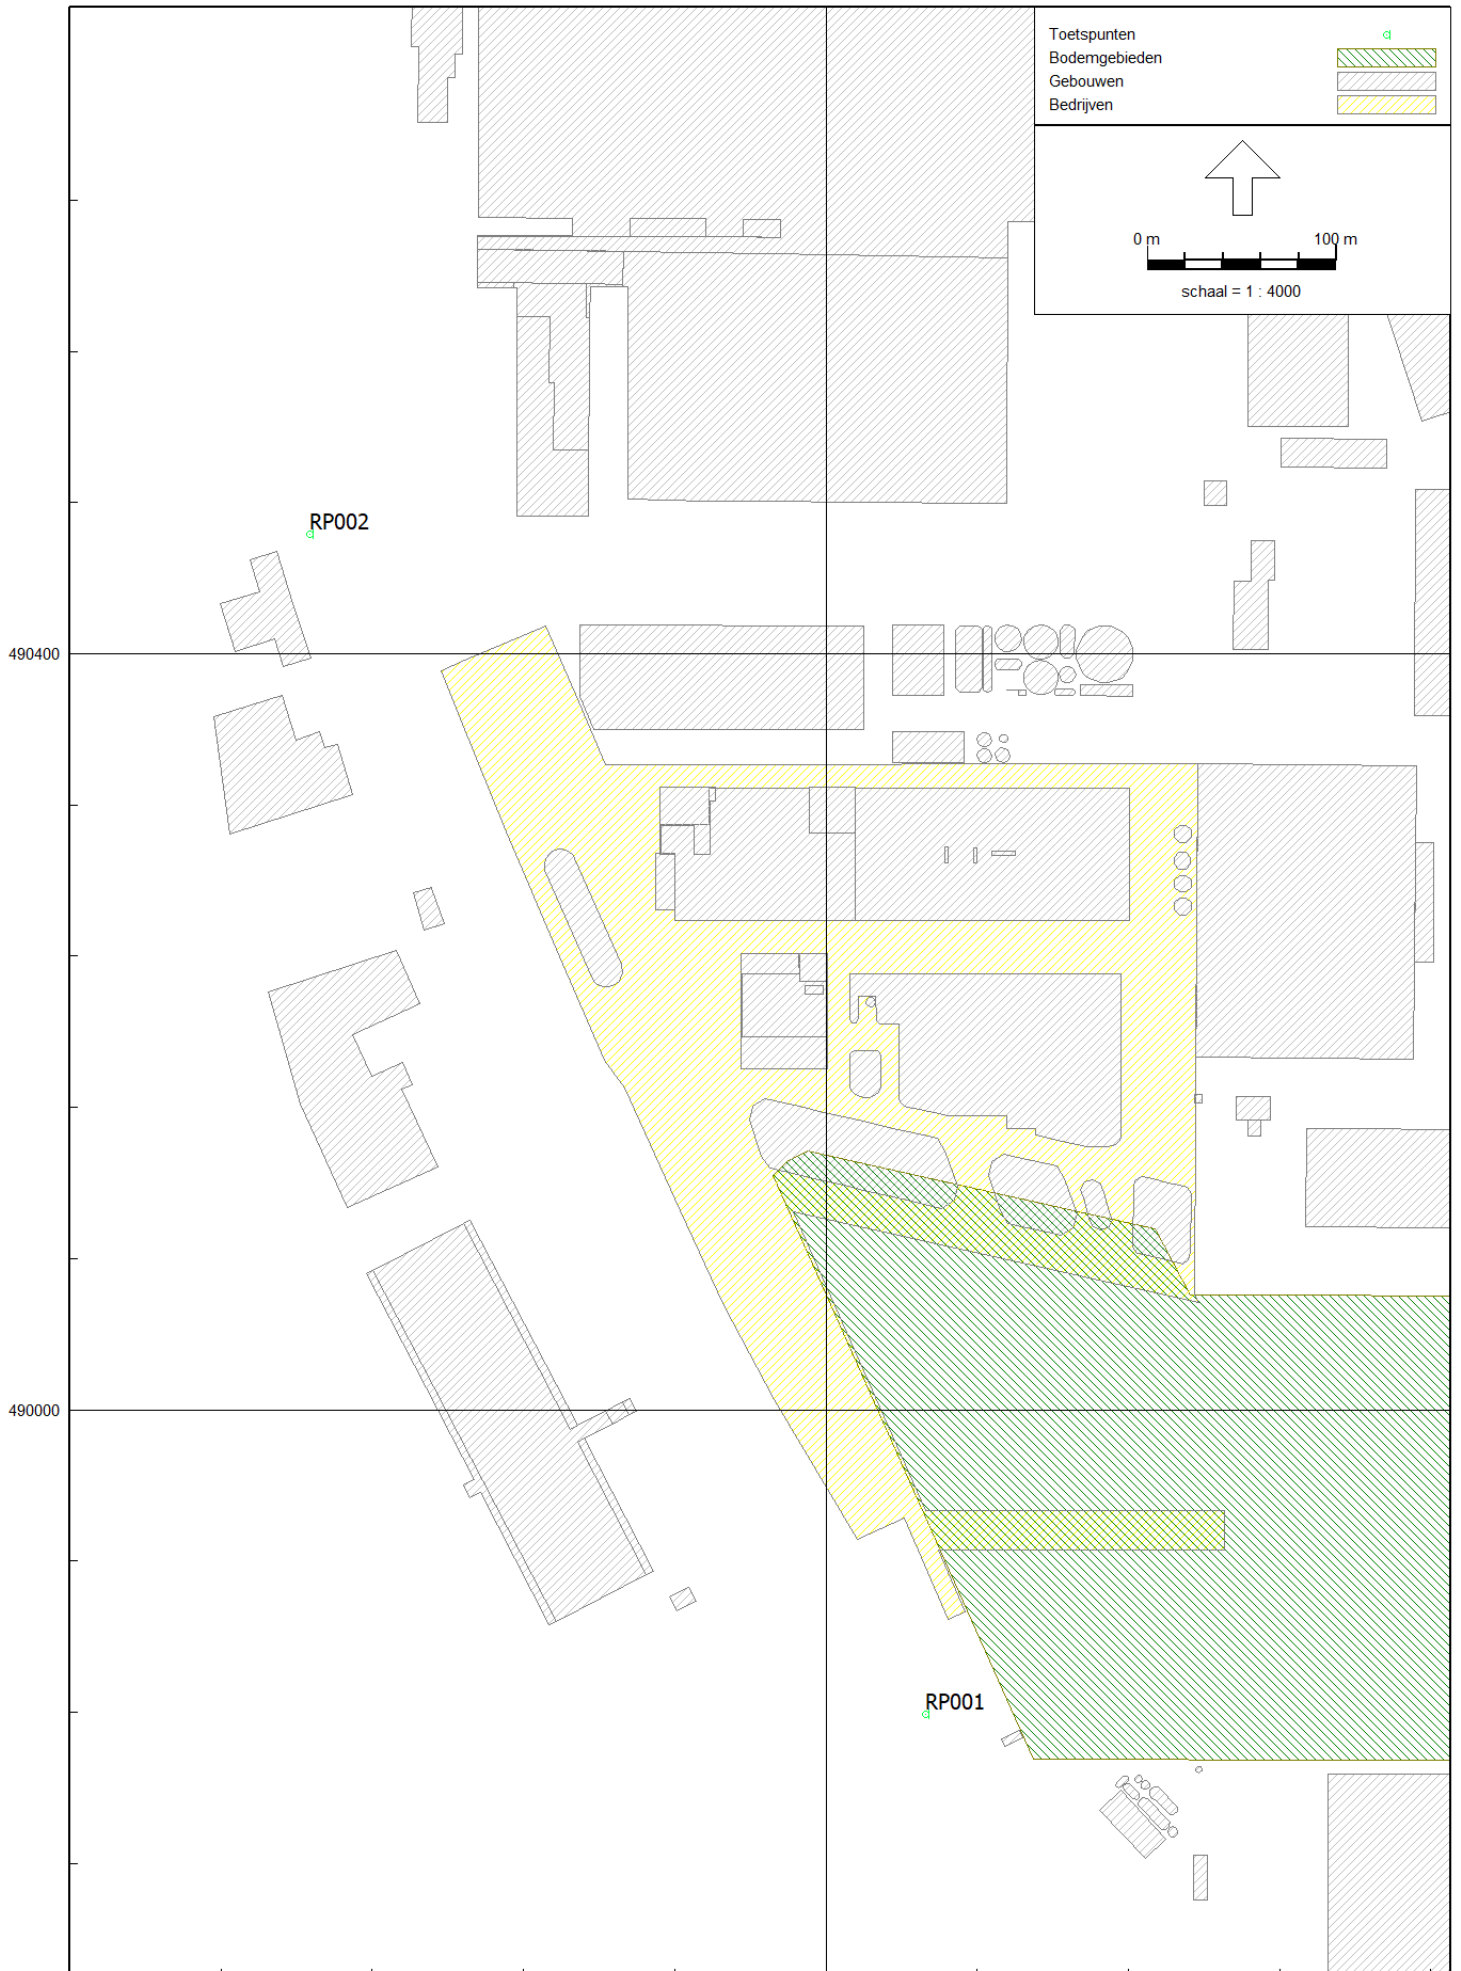 Toetspunten
Bodemgebieden
Gebouwen
Bedrijven
0 m 100 m
schaal = 1 : 4000
RP002
490400
490000
RP001